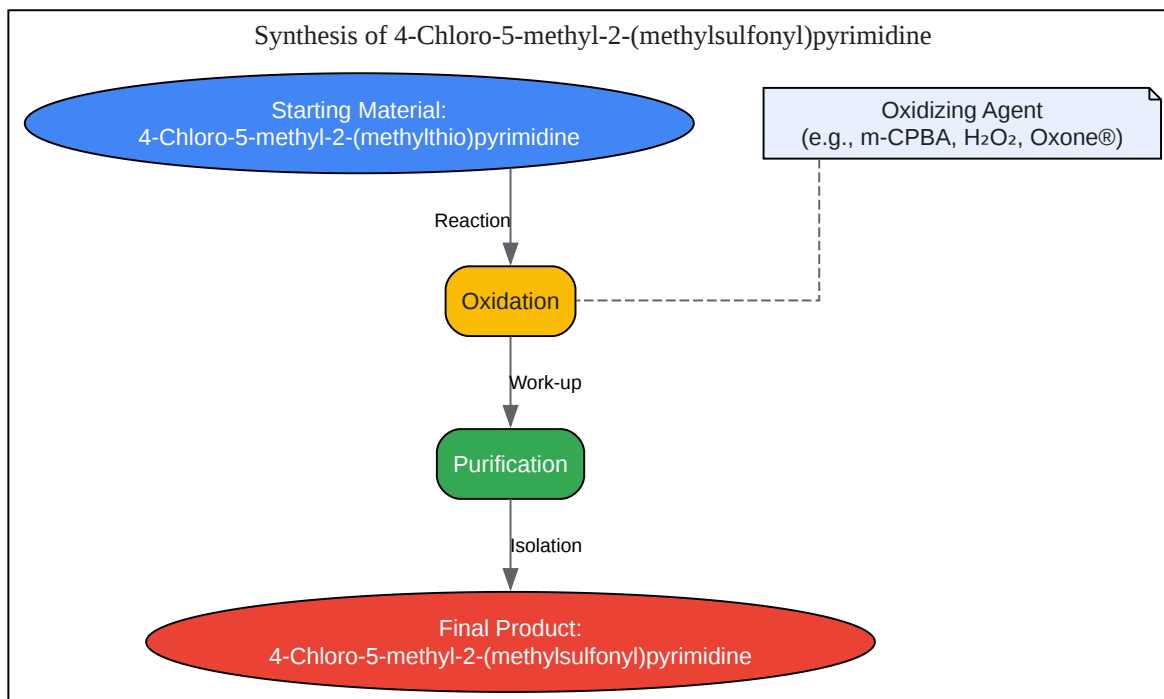 Synthesis of 4-Chloro-5-methyl-2-(methylsulfonyl)pyrimidine
Starting Material:
4-Chloro-5-methyl-2-(methylthio)pyrimidine
Oxidizing Agent
(e.g., m-CPBA, H₂O₂, Oxone®)
Reaction
Oxidation
Work-up
Purification
Isolation
Final Product:
4-Chloro-5-methyl-2-(methylsulfonyl)pyrimidine